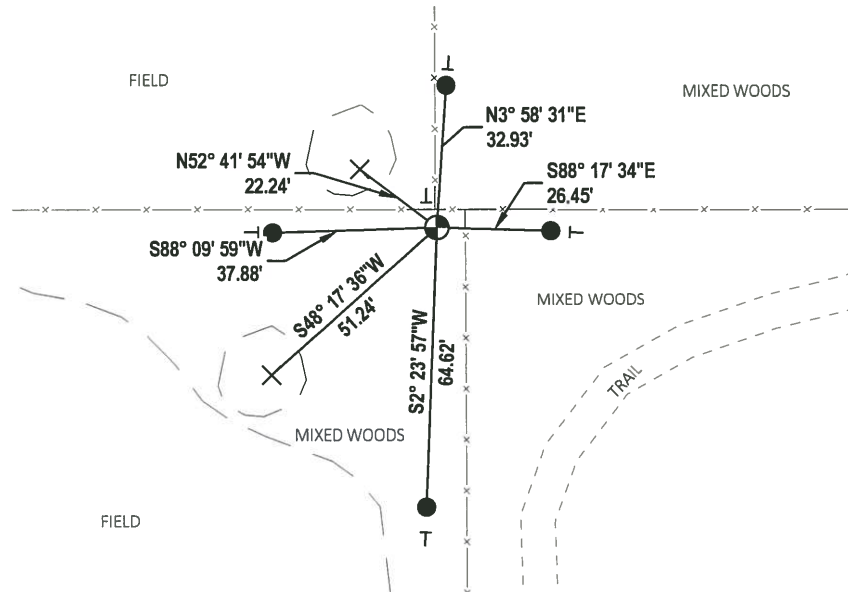 FIELD
MIXED WOODS
N3° 58' 31"E
32.93'
N52° 41' 54"W
22.24'
S88° 17' 34"E
26.45'
S88° 09' 59"W
37.88'
S48° 17' 36"W
51.24'
MIXED WOODS
S2° 23' 57"W
64.62'
TRAIL
MIXED WOODS
FIELD